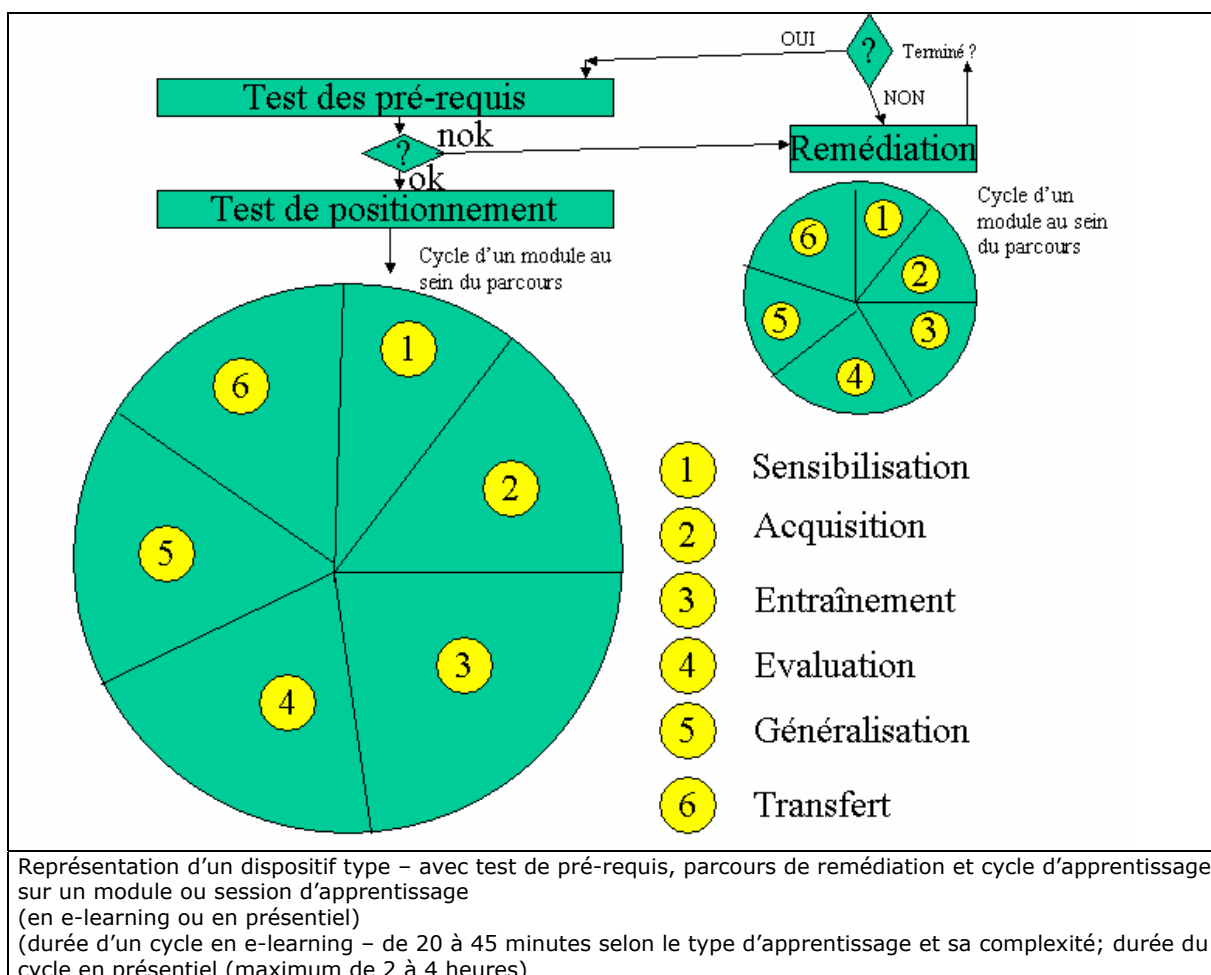 OUI
?
Terminé ?
Test des pré-requis
NON
nok
?
Remédiation
ok
Test de positionnement
Cycle d’un
module au sein
du parcours
Cycle d’un module au
sein du parcours
1
2
3
4
5
6
1
2
3
4
5
6
1 Sensibilisation
2 Acquisition
3 Entraînement
4 Evaluation
5 Généralisation
6 Transfert
Représentation d’un dispositif type – avec test de pré-requis, parcours de remédiation et cycle d’apprentissage
sur un module ou session d’apprentissage
(en e-learning ou en présentiel)
(durée d’un cycle en e-learning – de 20 à 45 minutes selon le type d’apprentissage et sa complexité; durée du
cycle en présentiel (maximum de 2 à 4 heures)